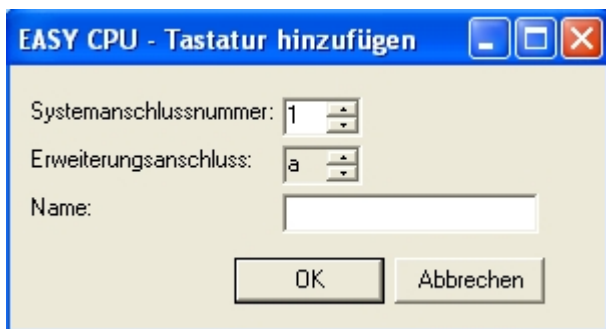 EASY CPU - Tastatur hinzufügen
Systemanschlussnummer: 1
Erweiterungsanschluss: a
Name:
OK Abbrechen